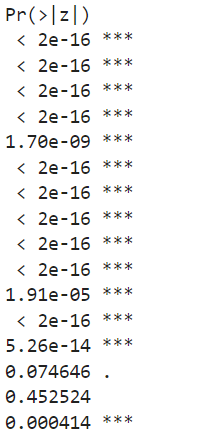 Pr(>|z|)
< 2e-16 ***
< 2e-16 ***
< 2e-16 ***
< 2e-16 ***
1.70e-09 ***
< 2e-16 ***
< 2e-16 ***
< 2e-16 ***
< 2e-16 ***
< 2e-16 ***
1.91e-05 ***
< 2e-16 ***
5.26e-14 ***
0.074646 .
0.452524
0.000414 ***